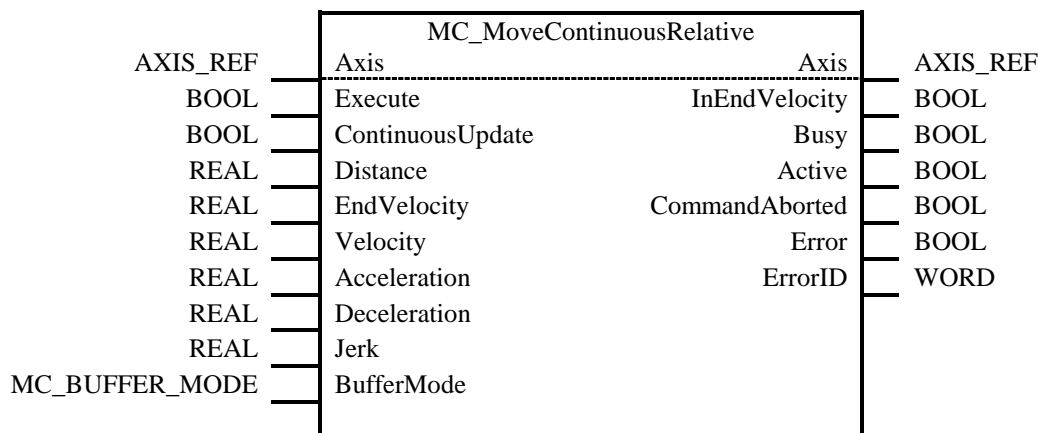 MC_MoveContinuousRelative
AXIS_REF Axis Axis AXIS_REF
BOOL Execute InEndVelocity BOOL
BOOL ContinuousUpdate Busy BOOL
REAL Distance Active BOOL
REAL EndVelocity CommandAborted BOOL
REAL Velocity Error BOOL
REAL Acceleration ErrorID WORD
REAL Deceleration
REAL Jerk
MC_BUFFER_MODE BufferMode